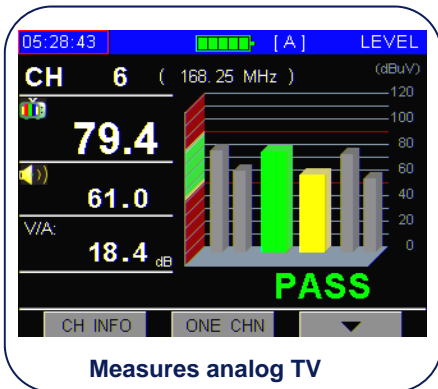 05:28:43 [A] LEVEL
CH 6 ( 168.25 MHz ) (dBuV)
79.4
61.0
V/A: 18.4 dB
120
100
80
60
40
20
0
PASS
CH INFO ONE CHN
Measures analog TV